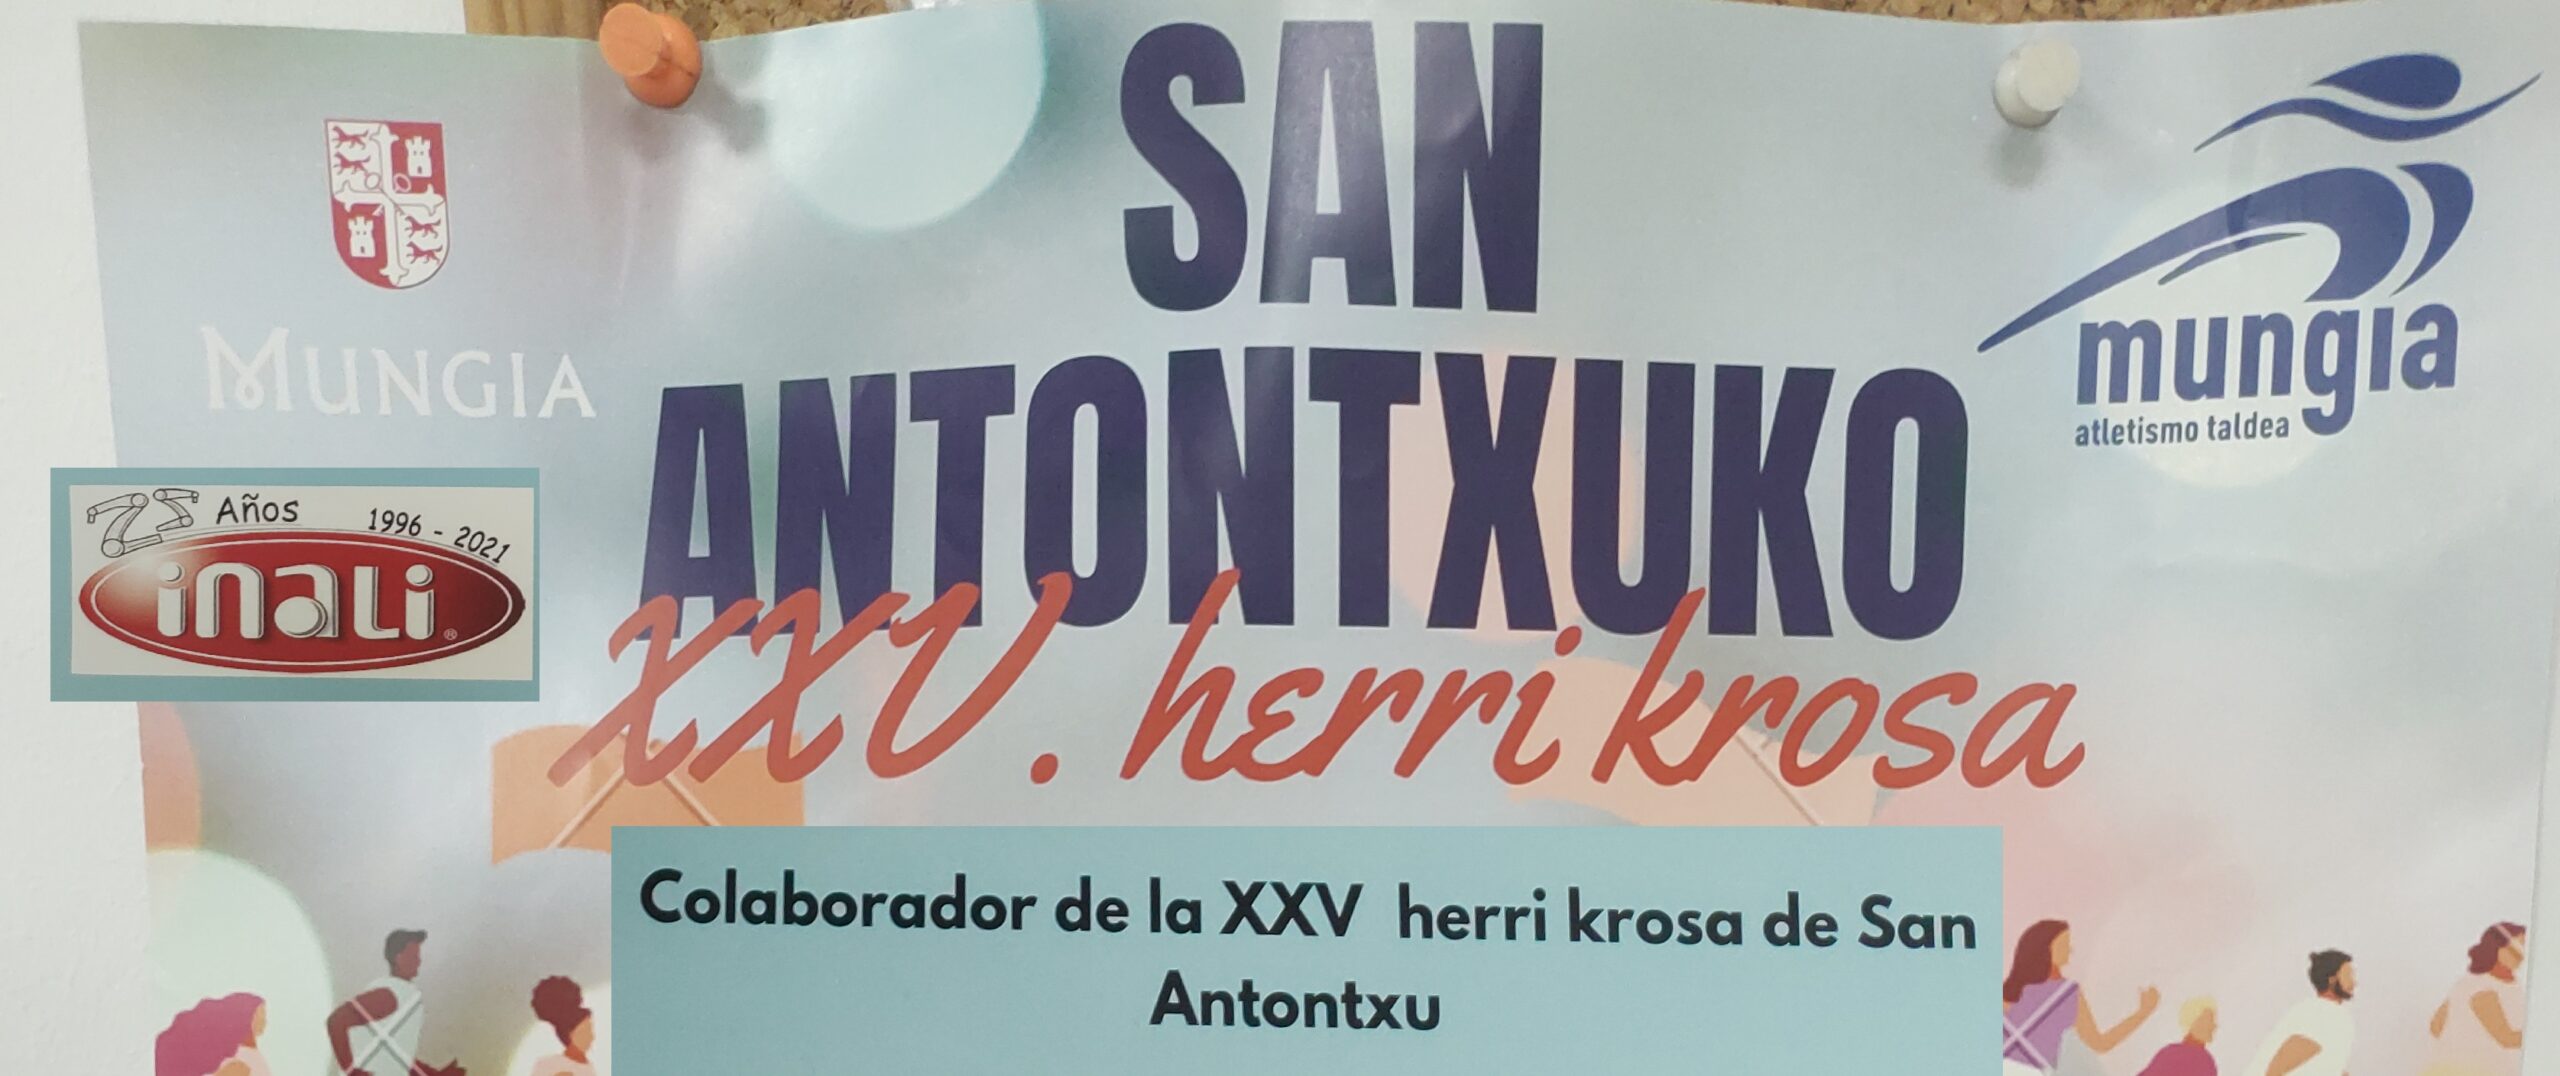 SAN
ANTONTXUKO
XXV. herri krosa
MUNGIA
mungia
atletismo taldea
25 Años 1996 - 2021
inali ®
Colaborador de la XXV herri krosa de San
Antontxu